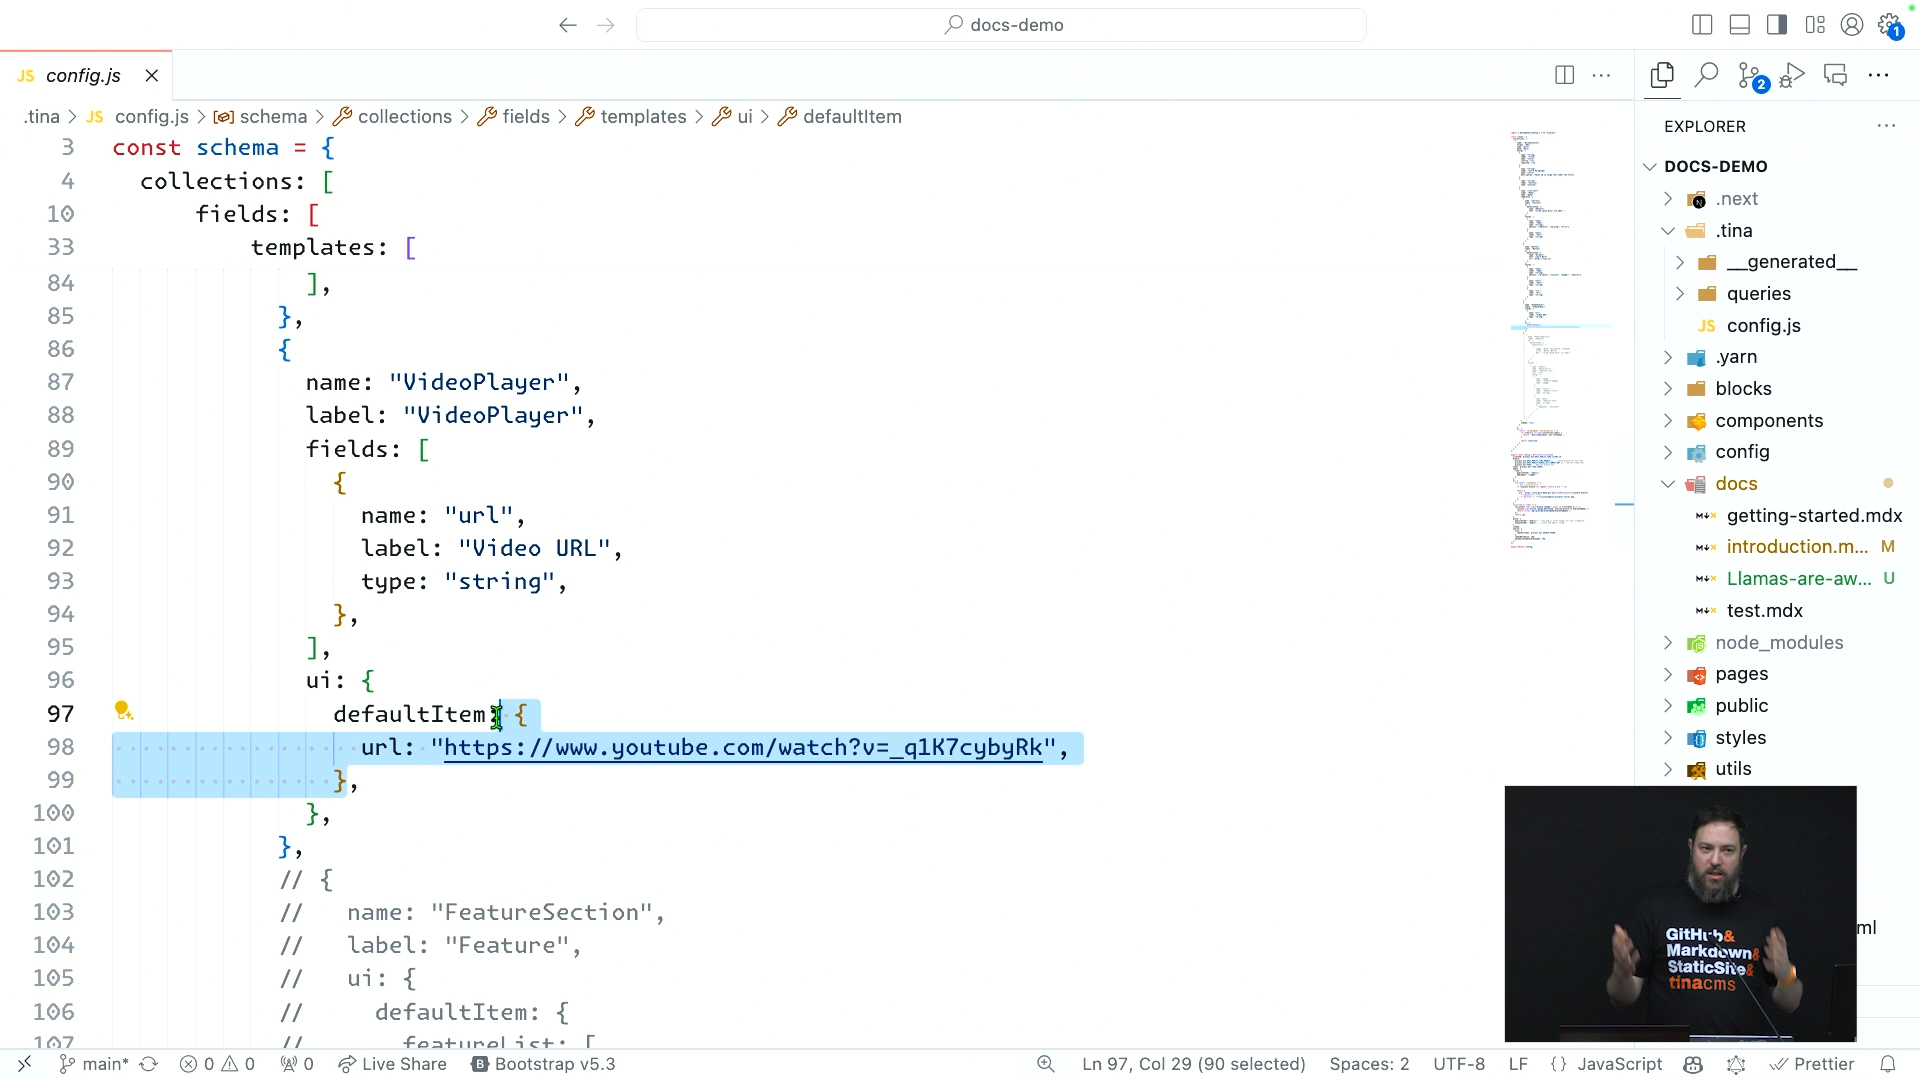 docs-demo
1
JS config.js
2
.tina > JS config.js > schema > collections > fields > templates > ui > defaultItem
EXPLORER
3 const schema = {
4 collections: [
10 fields: [
33 templates: [
84 ],
85 },
86 {
87 name: "VideoPlayer",
88 label: "VideoPlayer",
89 fields: [
90 {
91 name: "url",
92 label: "Video URL",
93 type: "string",
94 },
95 ],
96 ui: {
97 defaultItem: {
98 url: "https://www.youtube.com/watch?v=_q1K7cybyRk",
99 },
100 },
101 },
102 // {
103 // name: "FeatureSection",
104 // label: "Feature",
105 // ui: {
106 // defaultItem: {
107 // featureList: [
DOCS-DEMO
.next
.tina
__generated__
queries
JS config.js
.yarn
blocks
components
config
docs
getting-started.mdx
introduction.m... M
Llamas-are-aw... U
test.mdx
node_modules
pages
public
styles
utils
ml
GitHub&
Markdown&
StaticSite&
tinacms
main* 0 0 0 Live Share Bootstrap v5.3
Ln 97, Col 29 (90 selected) Spaces: 2 UTF-8 LF {} JavaScript Prettier